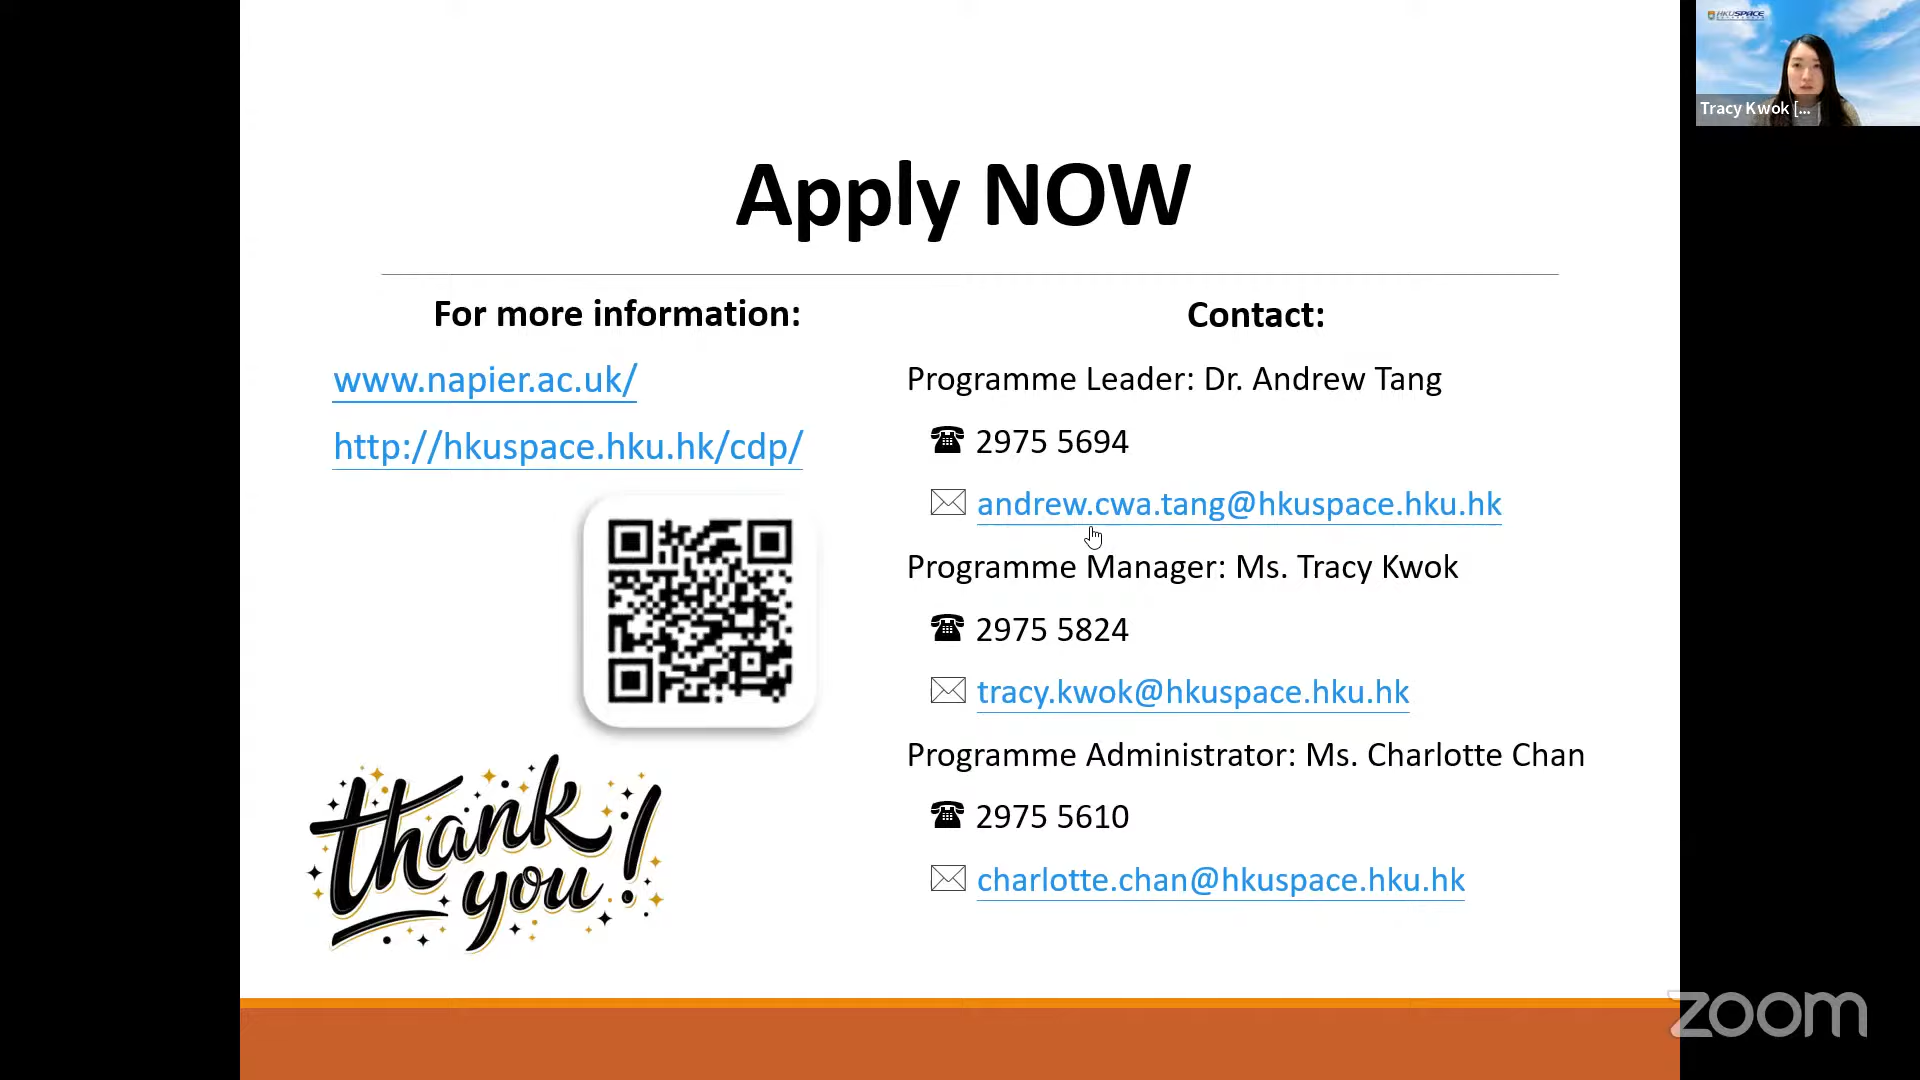 HKU SPACE
Tracy Kwok [...
Apply NOW
For more information:
www.napier.ac.uk/
http://hkuspace.hku.hk/cdp/
thank
you!
Contact:
Programme Leader: Dr. Andrew Tang
☎ 2975 5694
andrew.cwa.tang@hkuspace.hku.hk
Programme Manager: Ms. Tracy Kwok
☎ 2975 5824
tracy.kwok@hkuspace.hku.hk
Programme Administrator: Ms. Charlotte Chan
☎ 2975 5610
charlotte.chan@hkuspace.hku.hk
zoom